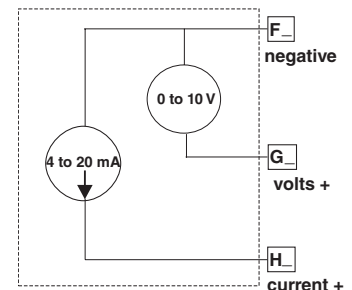 F_
negative
0 to 10 V
G_
volts +
4 to 20 mA
H_
current +